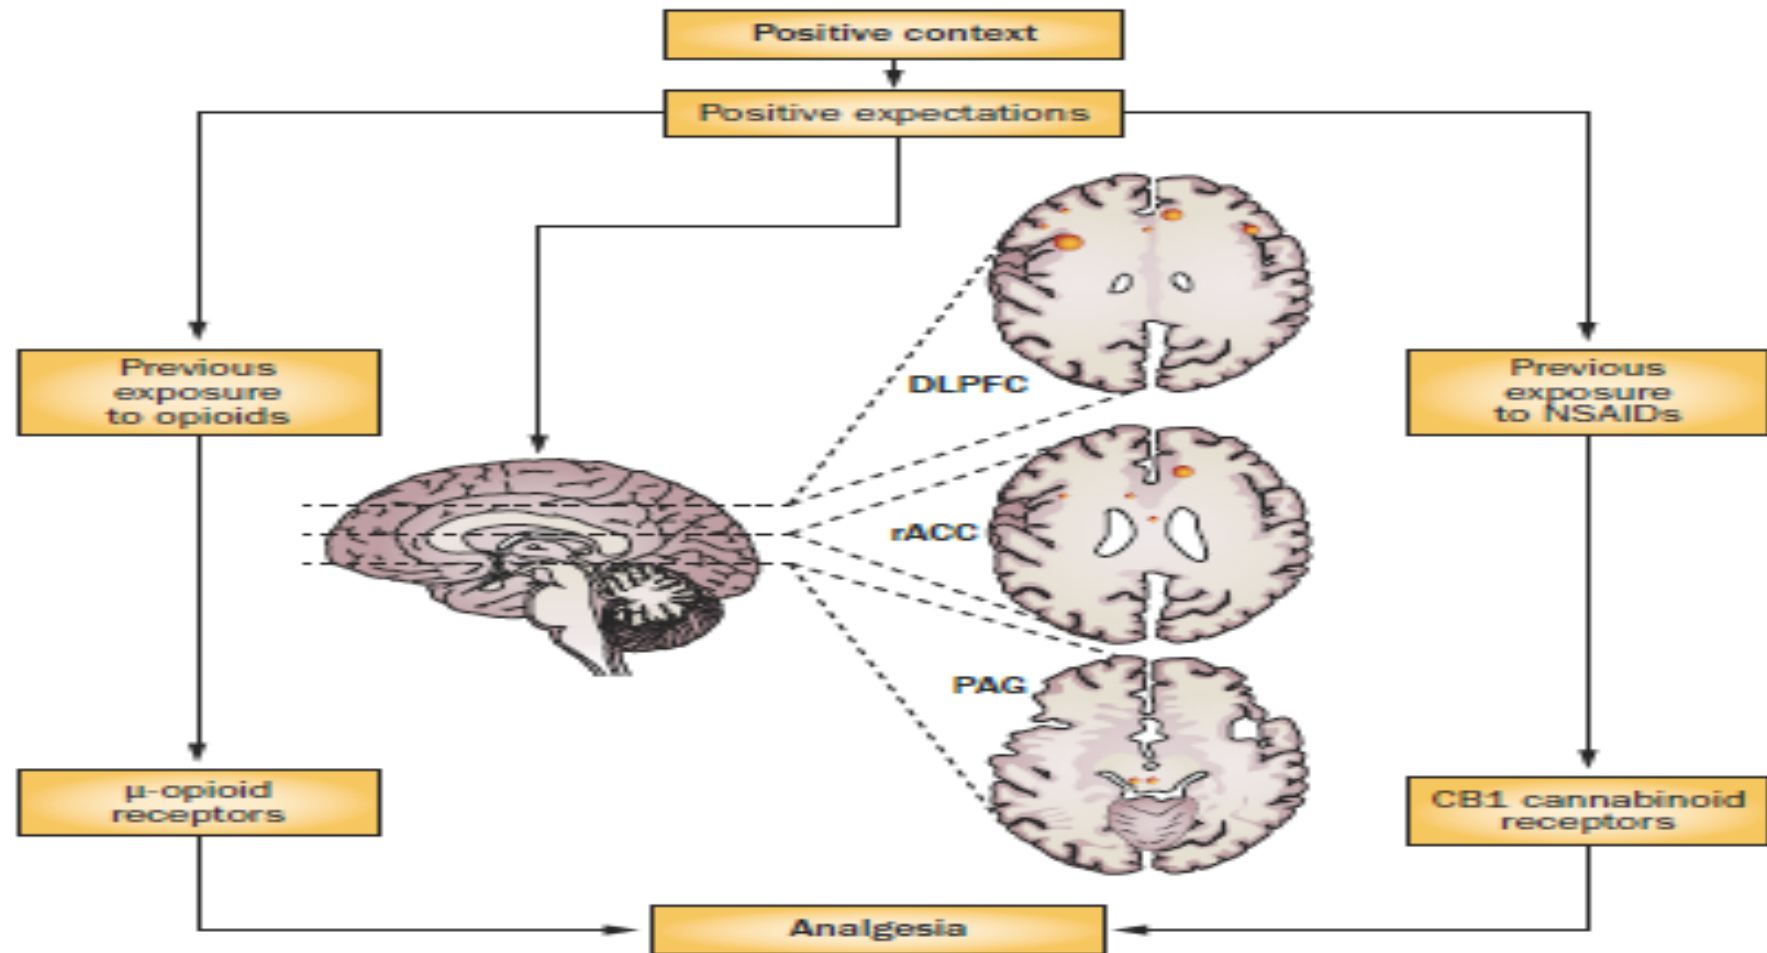 Positive context
Positive expectations
Previous
exposure
to opioids
DLPFC
Previous
exposure
to NSAIDs
rACC
PAG
μ-opioid
receptors
CB1 cannabinoid
receptors
Analgesia